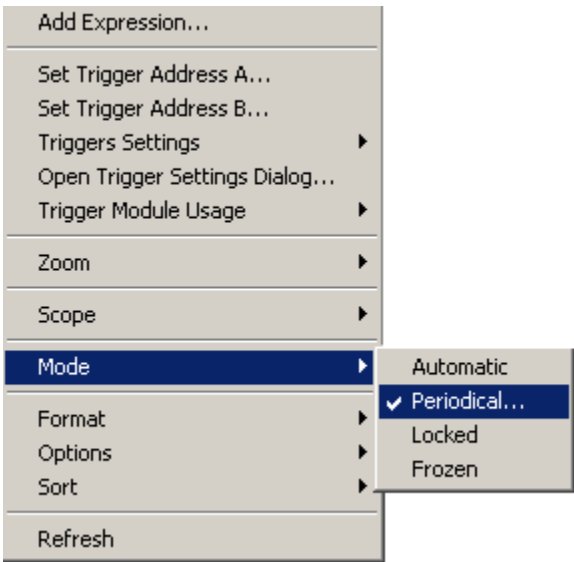 Add Expression...
Set Trigger Address A...
Set Trigger Address B...
Triggers Settings
Open Trigger Settings Dialog...
Trigger Module Usage
Zoom
Scope
Mode
Automatic
Periodical...
Locked
Frozen
Format
Options
Sort
Refresh